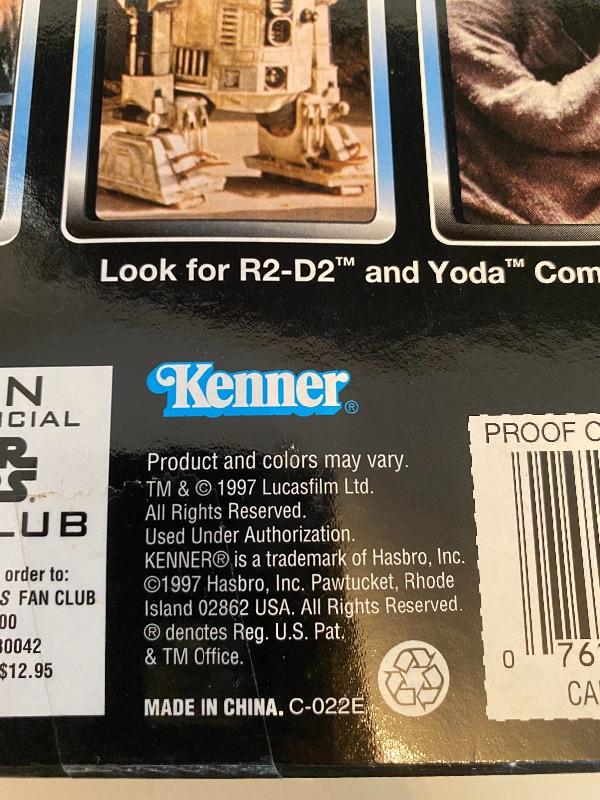 Look for R2-D2™ and Yoda™ Com
N
ICIAL
R
S.
LUB
order to:
S FAN CLUB
00
30042
$12.95
Kenner®
Product and colors may vary.
TM & © 1997 Lucasfilm Ltd.
All Rights Reserved.
Used Under Authorization.
KENNER® is a trademark of Hasbro, Inc.
©1997 Hasbro, Inc. Pawtucket, Rhode
Island 02862 USA. All Rights Reserved.
® denotes Reg. U.S. Pat.
& TM Office.
MADE IN CHINA. C-022E
PROOF O
0 76
CA